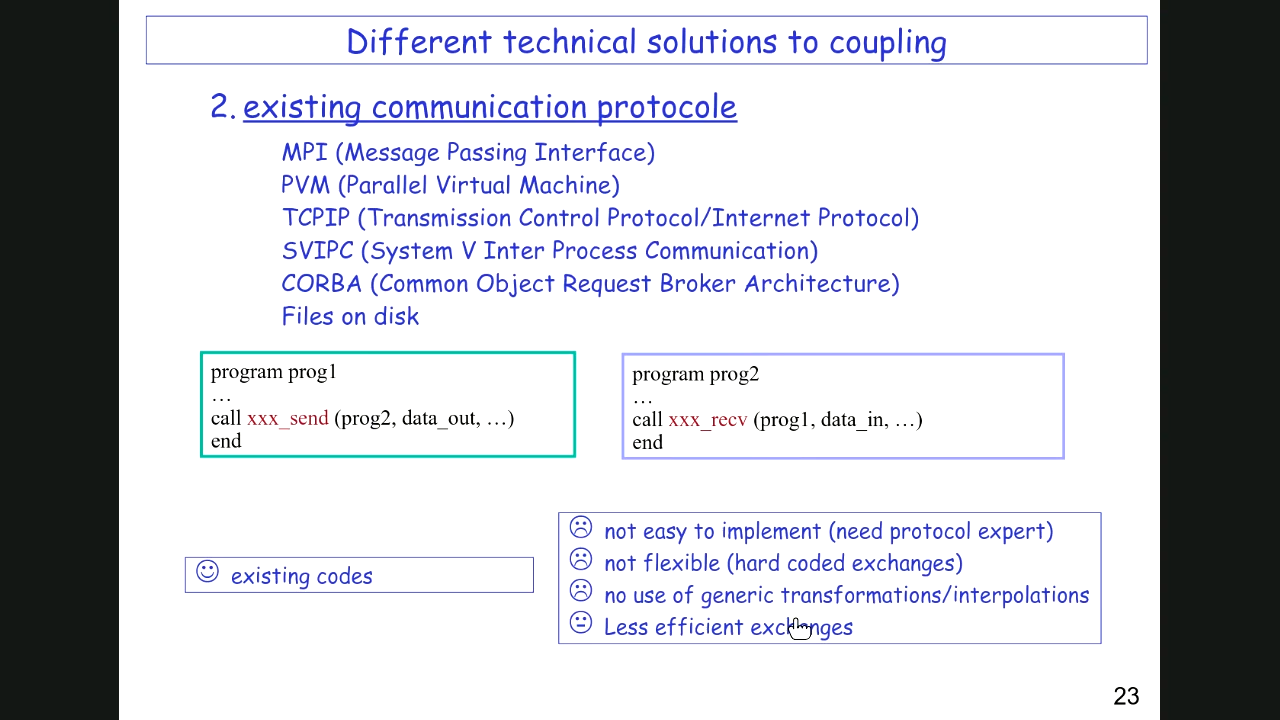 Different technical solutions to coupling
2. existing communication protocole
MPI (Message Passing Interface)
PVM (Parallel Virtual Machine)
TCPIP (Transmission Control Protocol/Internet Protocol)
SVIPC (System V Inter Process Communication)
CORBA (Common Object Request Broker Architecture)
Files on disk
program prog1
…
call xxx_send (prog2, data_out, …)
end
program prog2
…
call xxx_recv (prog1, data_in, …)
end
existing codes
not easy to implement (need protocol expert)
not flexible (hard coded exchanges)
no use of generic transformations/interpolations
Less efficient exchanges
23